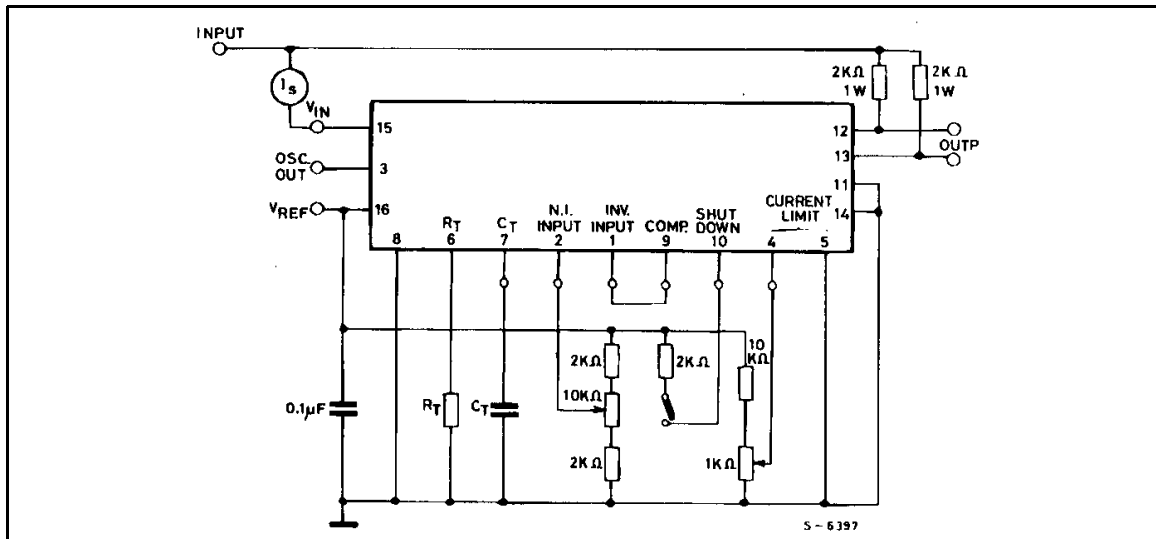 INPUT
Is
VIN
15
OSC.
OUT
3
VREF
16
8
RT
6
CT
7
N.I.
INPUT
2
INV.
INPUT
1
COMP.
9
SHUT
DOWN
10
CURRENT
LIMIT
4
5
2KΩ
1W
2KΩ
1W
12
13
OUTP
11
14
0.1µF
RT
CT
2KΩ
10KΩ
2KΩ
2KΩ
10
KΩ
1KΩ
S-6397